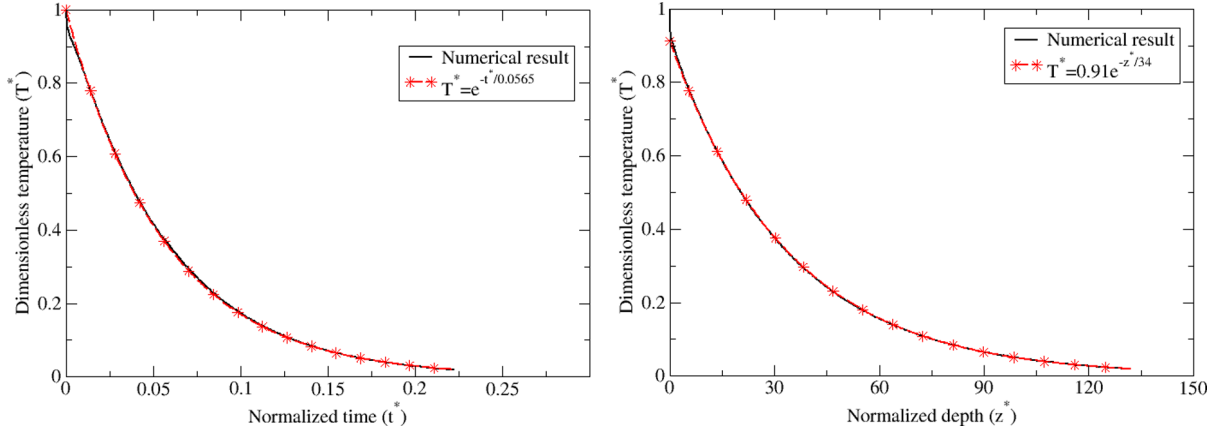 1
0.8
0.6
0.4
0.2
0
Dimensionless temperature (T*)
Numerical result
T*=e^-t*/0.0565
0 0.05 0.1 0.15 0.2 0.25
Normalized time (t*)
1
0.8
0.6
0.4
0.2
0
Dimensionless temperature (T*)
Numerical result
T*=0.91e^-z*/34
0 30 60 90 120 150
Normalized depth (z*)